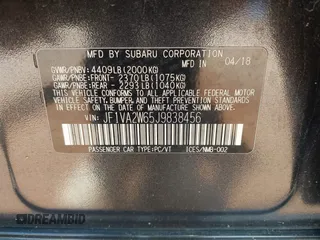 MFD BY SUBARU CORPORATION 04/18
GVWR/PNBV: 4409LB(2000KG)
GAWR/PNBE:FRONT- 2370LB(1075KG)
GAWR/PNBE:REAR - 2293LB(1040KG)
THIS VEHICLE CONFORMS TO ALL APPLICABLE FEDERAL MOTOR
VEHICLE SAFETY, BUMPER, AND THEFT PREVENTION
STANDARDS IN EFFECT ON THE DATE OF
MANUFACTURE SHOWN ABOVE.
VIN: JF1VA2W65J9838456
PASSENGER CAR TYPE:PC/VT ICES/NMB-002
DREAMBID